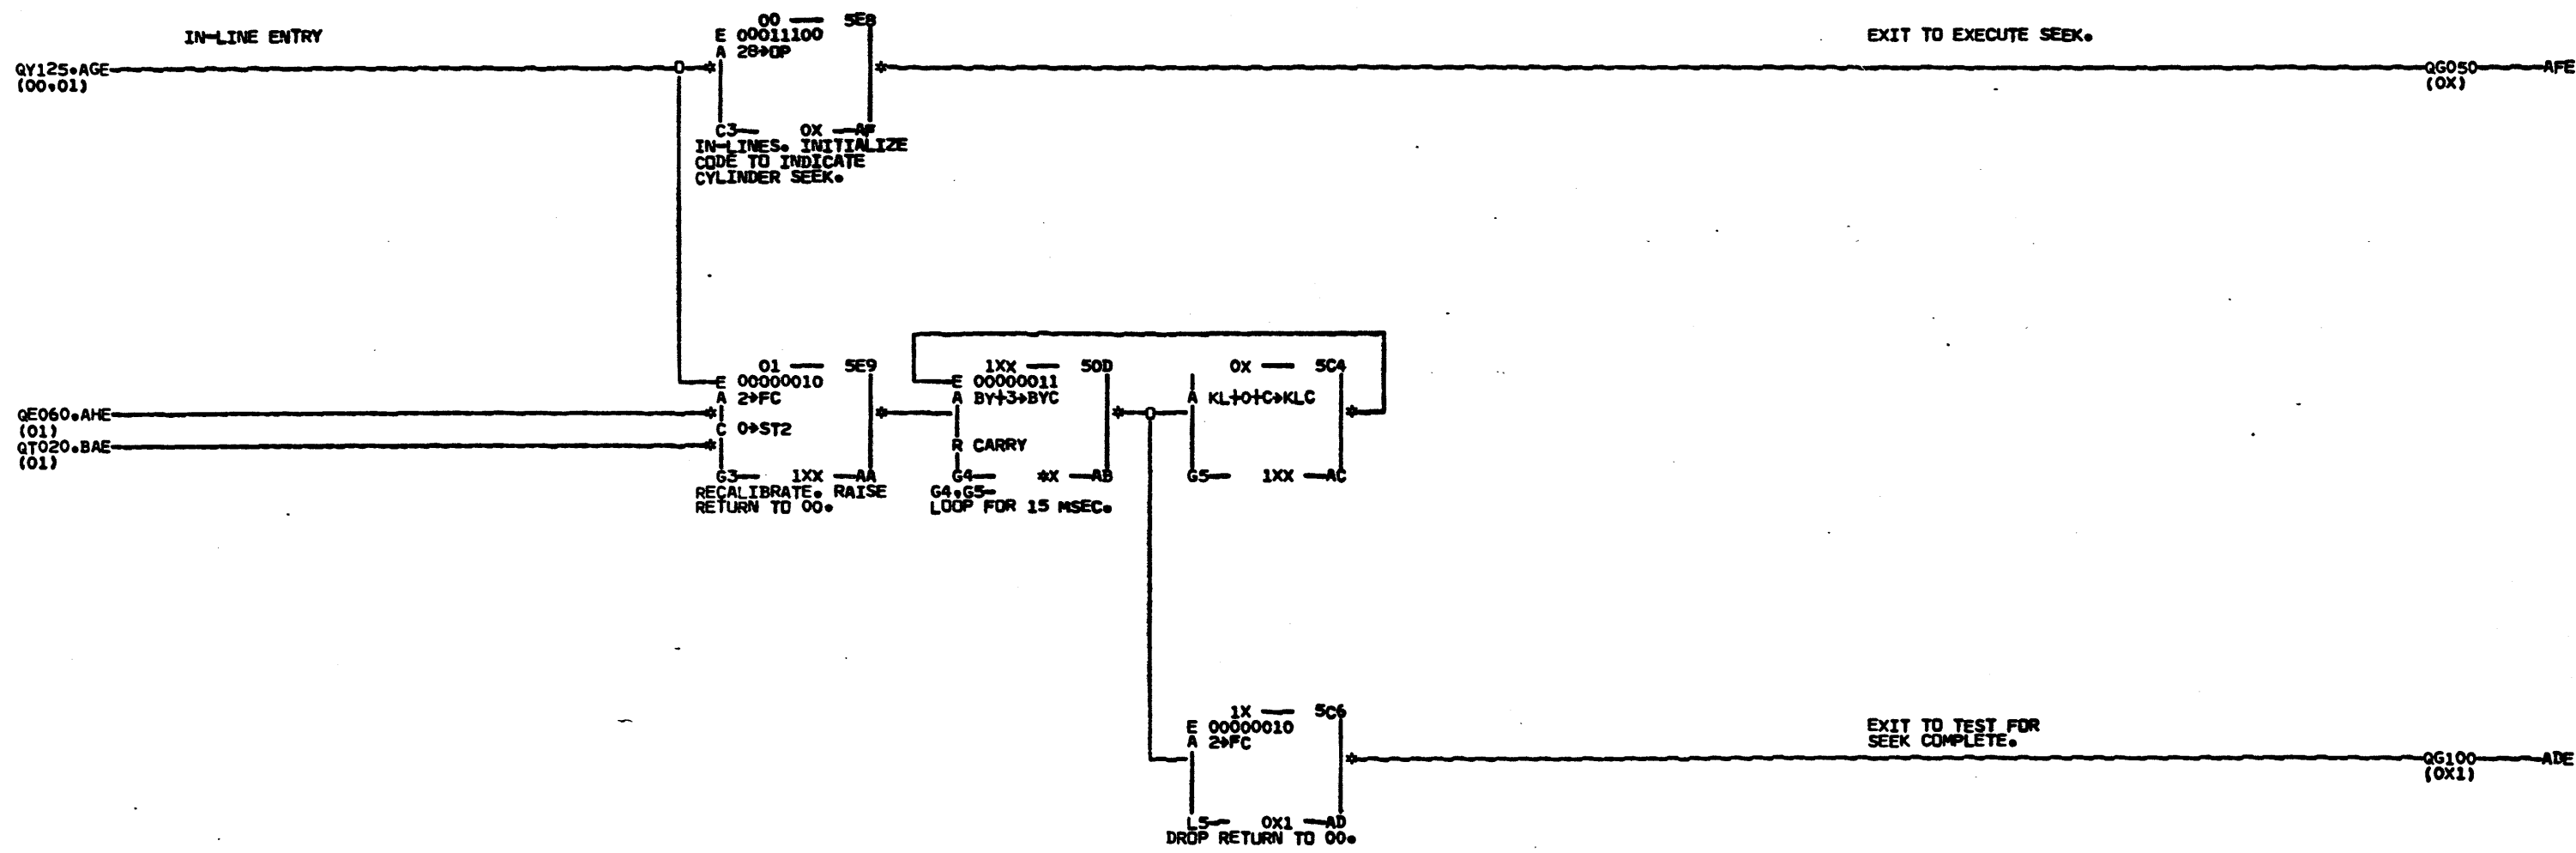 IN-LINE ENTRY
QY125.AGE
(00,01)
00 — 5E8
E 00011100
A 28→OP
C3— 0X —AF
IN-LINES. INITIALIZE
CODE TO INDICATE
CYLINDER SEEK.
EXIT TO EXECUTE SEEK.
QG050 AFE
(0X)
QE060.AHE
(01)
QT020.BAE
(01)
01 — 5E9
E 00000010
A 2→FC
C 0→ST2
G3— 1XX —AA
RECALIBRATE. RAISE
RETURN TO 00.
1XX — 50D
E 00000011
A BY+3→BYC
R CARRY
G4— *X —AB
G4,G5-
LOOP FOR 15 MSEC.
0X — 5C4
A KL+0+C→KLC
G5— 1XX —AC
1X — 5C6
E 00000010
A 2→FC
L5— 0X1 —AD
DROP RETURN TO 00.
EXIT TO TEST FOR
SEEK COMPLETE.
QG100 ADE
(0X1)